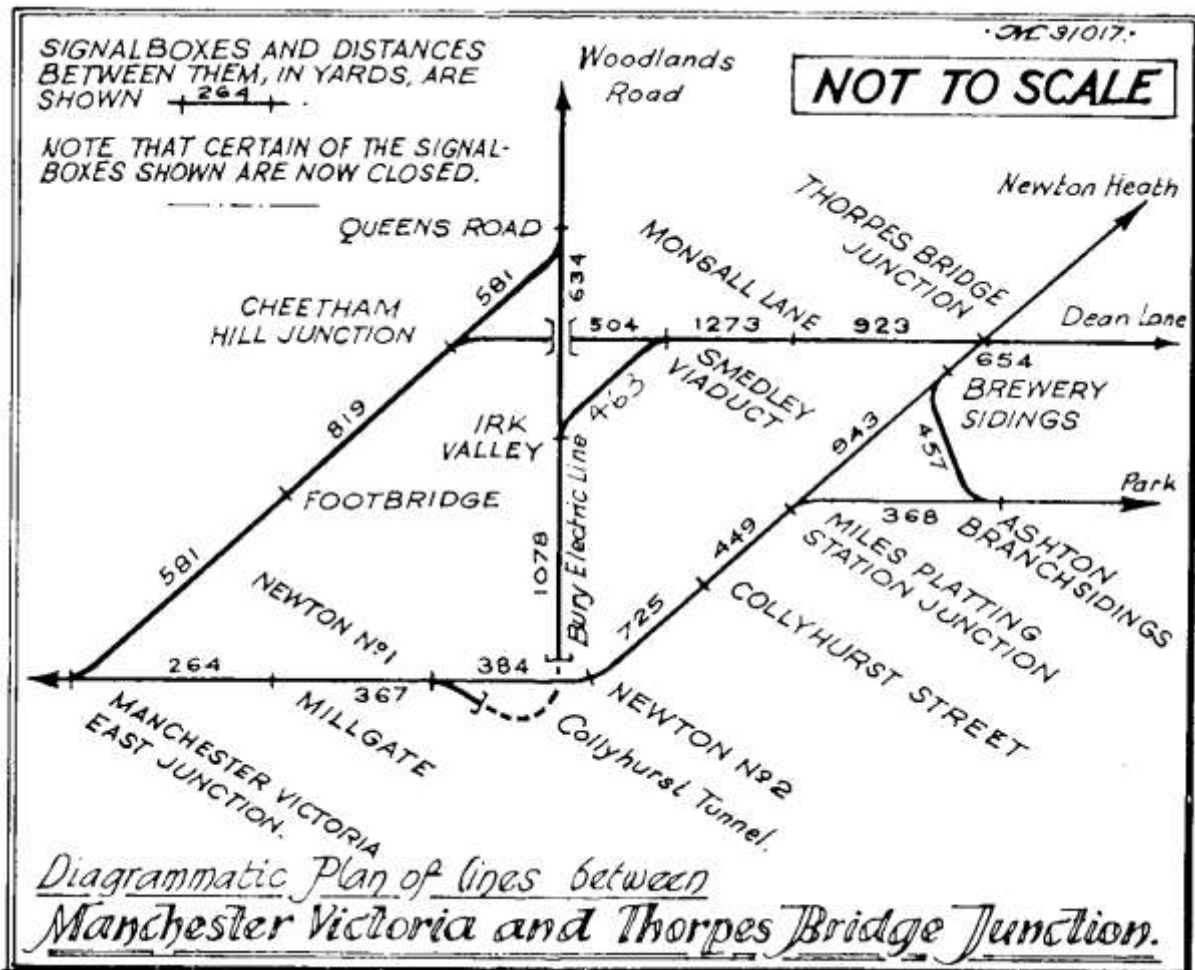 SIGNALBOXES AND DISTANCES
BETWEEN THEM, IN YARDS, ARE
SHOWN 264
NOTE THAT CERTAIN OF THE SIGNAL-
BOXES SHOWN ARE NOW CLOSED.
Woodlands
Road
91017.
NOT TO SCALE
Newton Heath
THORPES BRIDGE
JUNCTION
QUEENS ROAD
MONSALL LANE
581
634
CHEETHAM
HILL JUNCTION
504
1273
923
Dean Lane
654
SMEDLEY
VIADUCT
BREWERY
SIDINGS
463
819
IRK
VALLEY
843
457
Park
FOOTBRIDGE
368
ASHTON
BRANCH SIDINGS
MILES PLATTING
STATION JUNCTION
449
581
1078
Bury Electric Line
NEWTON Nº1
COLLYHURST STREET
725
264
384
367
MILLGATE
NEWTON Nº2
Collyhurst Tunnel.
MANCHESTER VICTORIA
EAST JUNCTION.
Diagrammatic Plan of lines between
Manchester Victoria and Thorpes Bridge Junction.